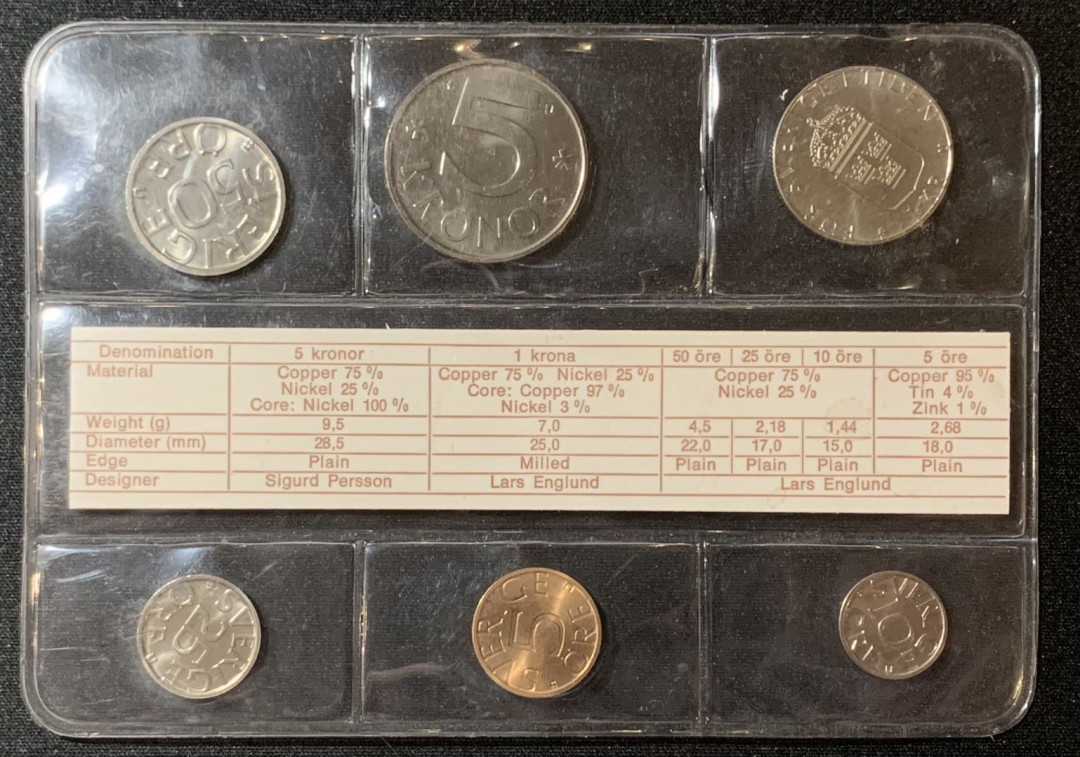 SVERIGE
50
ÖRE
5
KRONOR
FÖR SVERIGE I TIDEN
Denomination 5 kronor 1 krona 50 öre 25 öre 10 öre 5 öre
Material Copper 75 % Copper 75 % Nickel 25 % Copper 75 % Copper 95 %
Nickel 25 % Core: Copper 97 % Nickel 25 % Tin 4 %
Core: Nickel 100 % Nickel 3 % Zink 1 %
Weight (g) 9,5 7,0 4,5 2,18 1,44 2,68
Diameter (mm) 28,5 25,0 22,0 17,0 15,0 18,0
Edge Plain Milled Plain Plain Plain Plain
Designer Sigurd Persson Lars Englund Lars Englund
SVERIGE
25
ÖRE
SVERIGE
5
ÖRE
SVERIGE
10
ÖRE